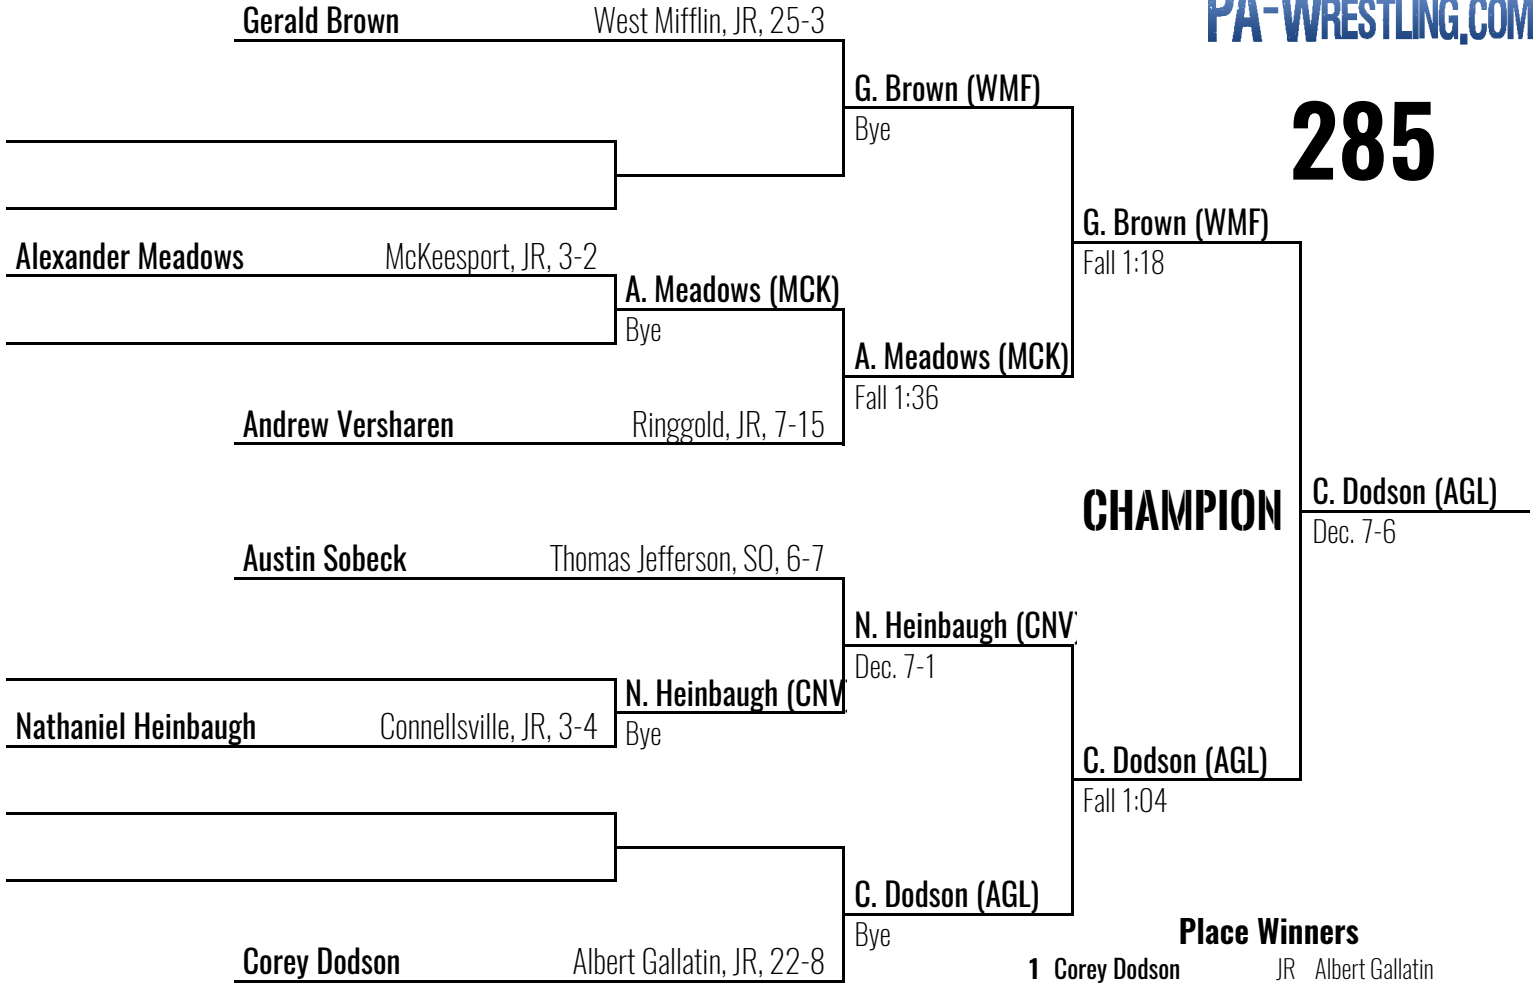 Gerald Brown West Mifflin, JR, 25-3
PA-WRESTLING.COM
G. Brown (WMF)
Bye
285
G. Brown (WMF)
Fall 1:18
Alexander Meadows McKeesport, JR, 3-2
A. Meadows (MCK)
Bye
A. Meadows (MCK)
Fall 1:36
Andrew Versharen Ringgold, JR, 7-15
CHAMPION
C. Dodson (AGL)
Dec. 7-6
Austin Sobeck Thomas Jefferson, SO, 6-7
N. Heinbaugh (CNV)
Dec. 7-1
N. Heinbaugh (CNV
Bye
Nathaniel Heinbaugh Connellsville, JR, 3-4
C. Dodson (AGL)
Fall 1:04
C. Dodson (AGL)
Bye
Corey Dodson Albert Gallatin, JR, 22-8
Place Winners
1 Corey Dodson JR Albert Gallatin